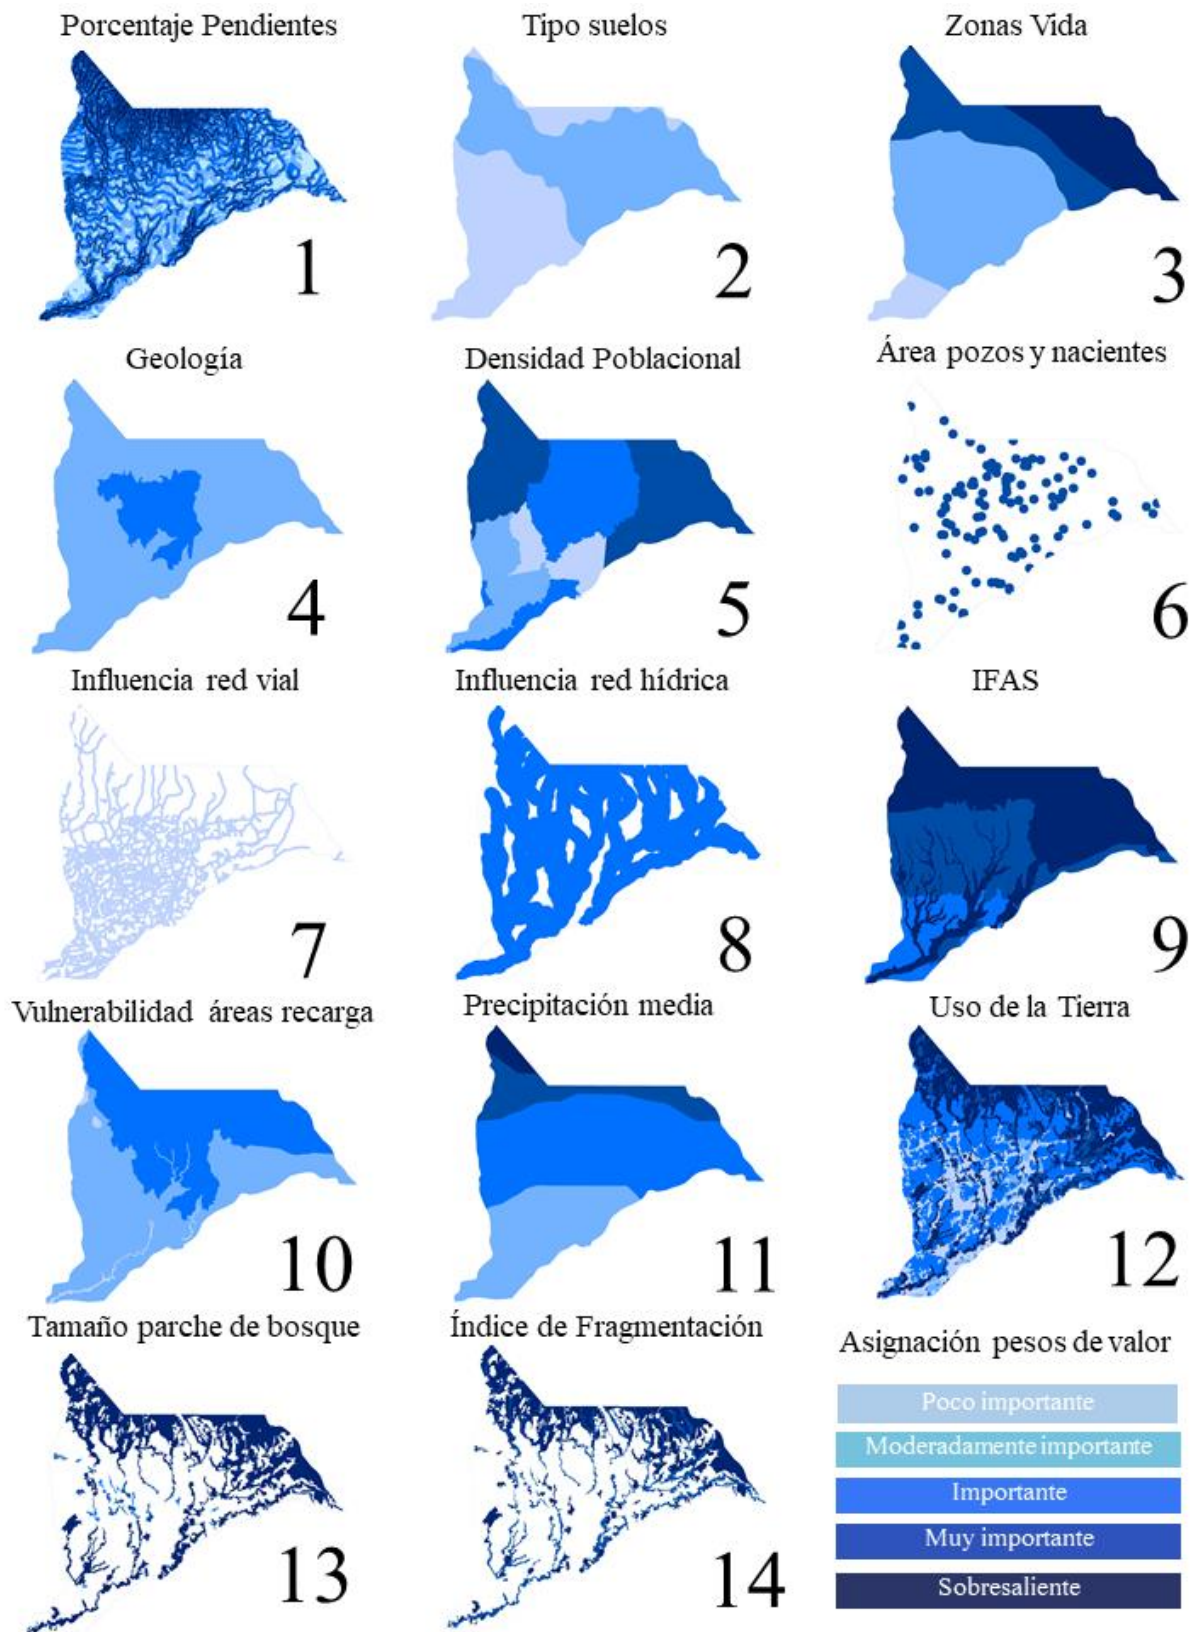 Porcentaje Pendientes
Tipo suelos
Zonas Vida
1
2
3
Geología
Densidad Poblacional
Área pozos y nacientes
4
5
6
Influencia red vial
Influencia red hídrica
IFAS
7
8
9
Vulnerabilidad áreas recarga
Precipitación media
Uso de la Tierra
10
11
12
Tamaño parche de bosque
Índice de Fragmentación
Asignación pesos de valor
Poco importante
Moderadamente importante
Importante
Muy importante
Sobresaliente
13
14